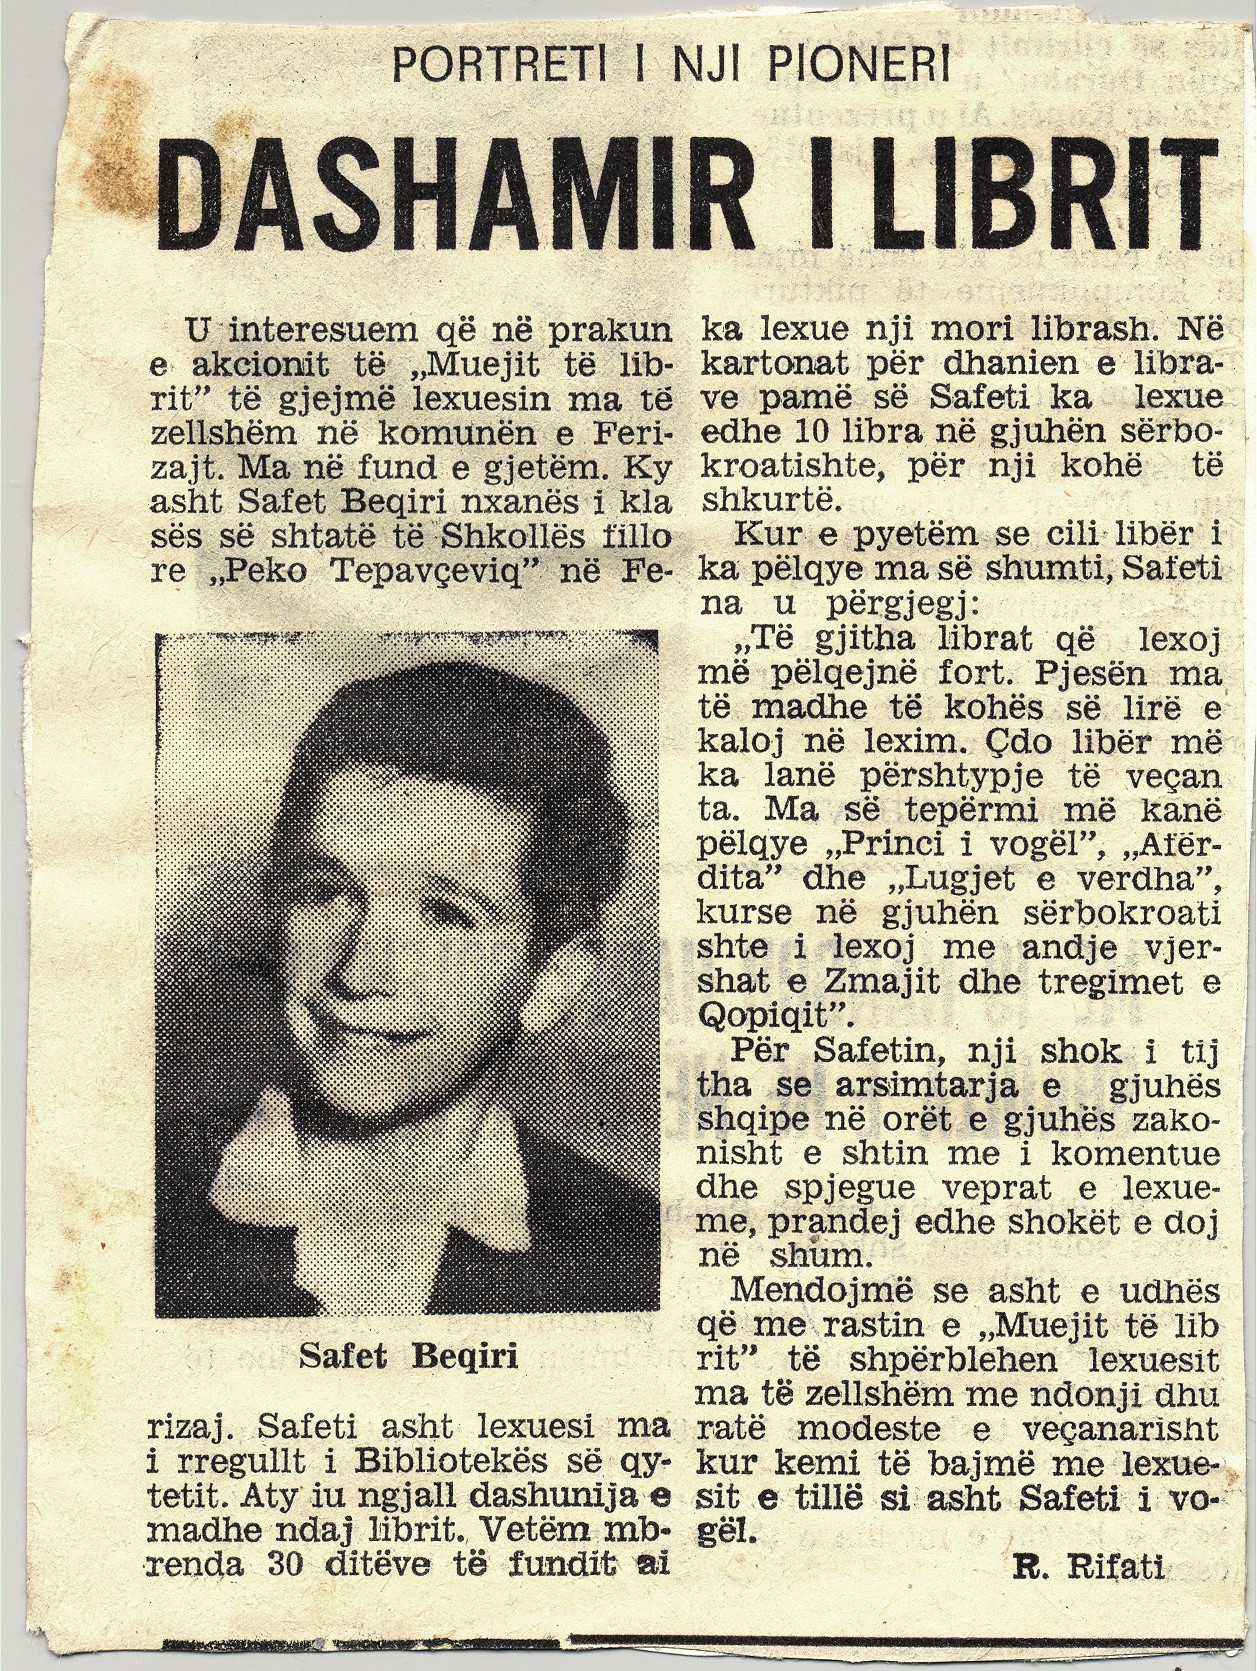 PORTRETI I NJI PIONERI
DASHAMIR I LIBRIT
U interesuem që në prakun
e akcionit të „Muejit të lib-
rit” të gjejmë lexuesin ma të
zellshëm në komunën e Feri-
zajt. Ma në fund e gjetëm. Ky
asht Safet Beqiri nxanës i kla
sës së shtatë të Shkollës fillo
re „Peko Tepavçeviq” në Fe-
Safet Beqiri
rizaj. Safeti asht lexuesi ma
i rregullt i Bibliotekës së qy-
tetit. Aty iu ngjall dashunija e
madhe ndaj librit. Vetëm mb-
renda 30 ditëve të fundit ai
ka lexue nji mori librash. Në
kartonat për dhanien e libra-
ve pamë së Safeti ka lexue
edhe 10 libra në gjuhën sërbo-
kroatishte, për nji kohë të
shkurtë.
Kur e pyetëm se cili libër i
ka pëlqye ma së shumti, Safeti
na u përgjegj:
„Të gjitha librat që lexoj
më pëlqejnë fort. Pjesën ma
të madhe të kohës së lirë e
kaloj në lexim. Çdo libër më
ka lanë përshtypje të veçan
ta. Ma së tepërmi më kanë
pëlqye „Princi i vogël”, „Afër-
dita” dhe „Lugjet e verdha”,
kurse në gjuhën sërbokroati
shte i lexoj me andje vjer-
shat e Zmajit dhe tregimet e
Qopiqit”.
Për Safetin, nji shok i tij
tha se arsimtarja e gjuhës
shqipe në orët e gjuhës zako-
nisht e shtin me i komentue
dhe spjegue veprat e lexue-
me, prandej edhe shokët e doj
në shum.
Mendojmë se asht e udhës
që me rastin e „Muejit të lib
rit” të shpërblehen lexuesit
ma të zellshëm me ndonji dhu
ratë modeste e veçanarisht
kur kemi të bajmë me lexue-
sit e tillë si asht Safeti i vo-
gël.
R. Rifati